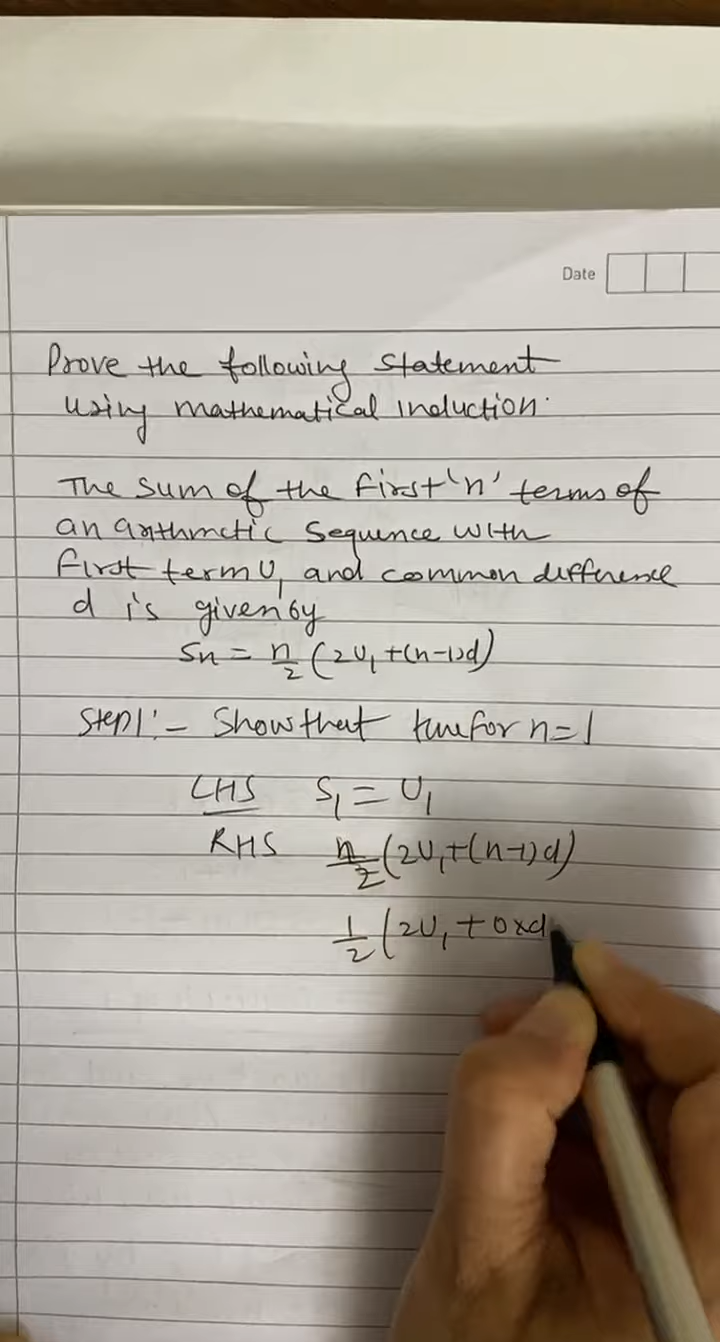 Date
Prove the following statement
using mathematical induction.
The sum of the first 'n' terms of
an arithmetic sequence with
first term U₁ and common difference
d is given by
Sn = n/2 (2U₁ + (n-1)d)
Step1:- Show that true for n=1
LHS S₁ = U₁
RHS n/2 (2U₁+(n-1)d)
1/2 (2U₁ + 0xd